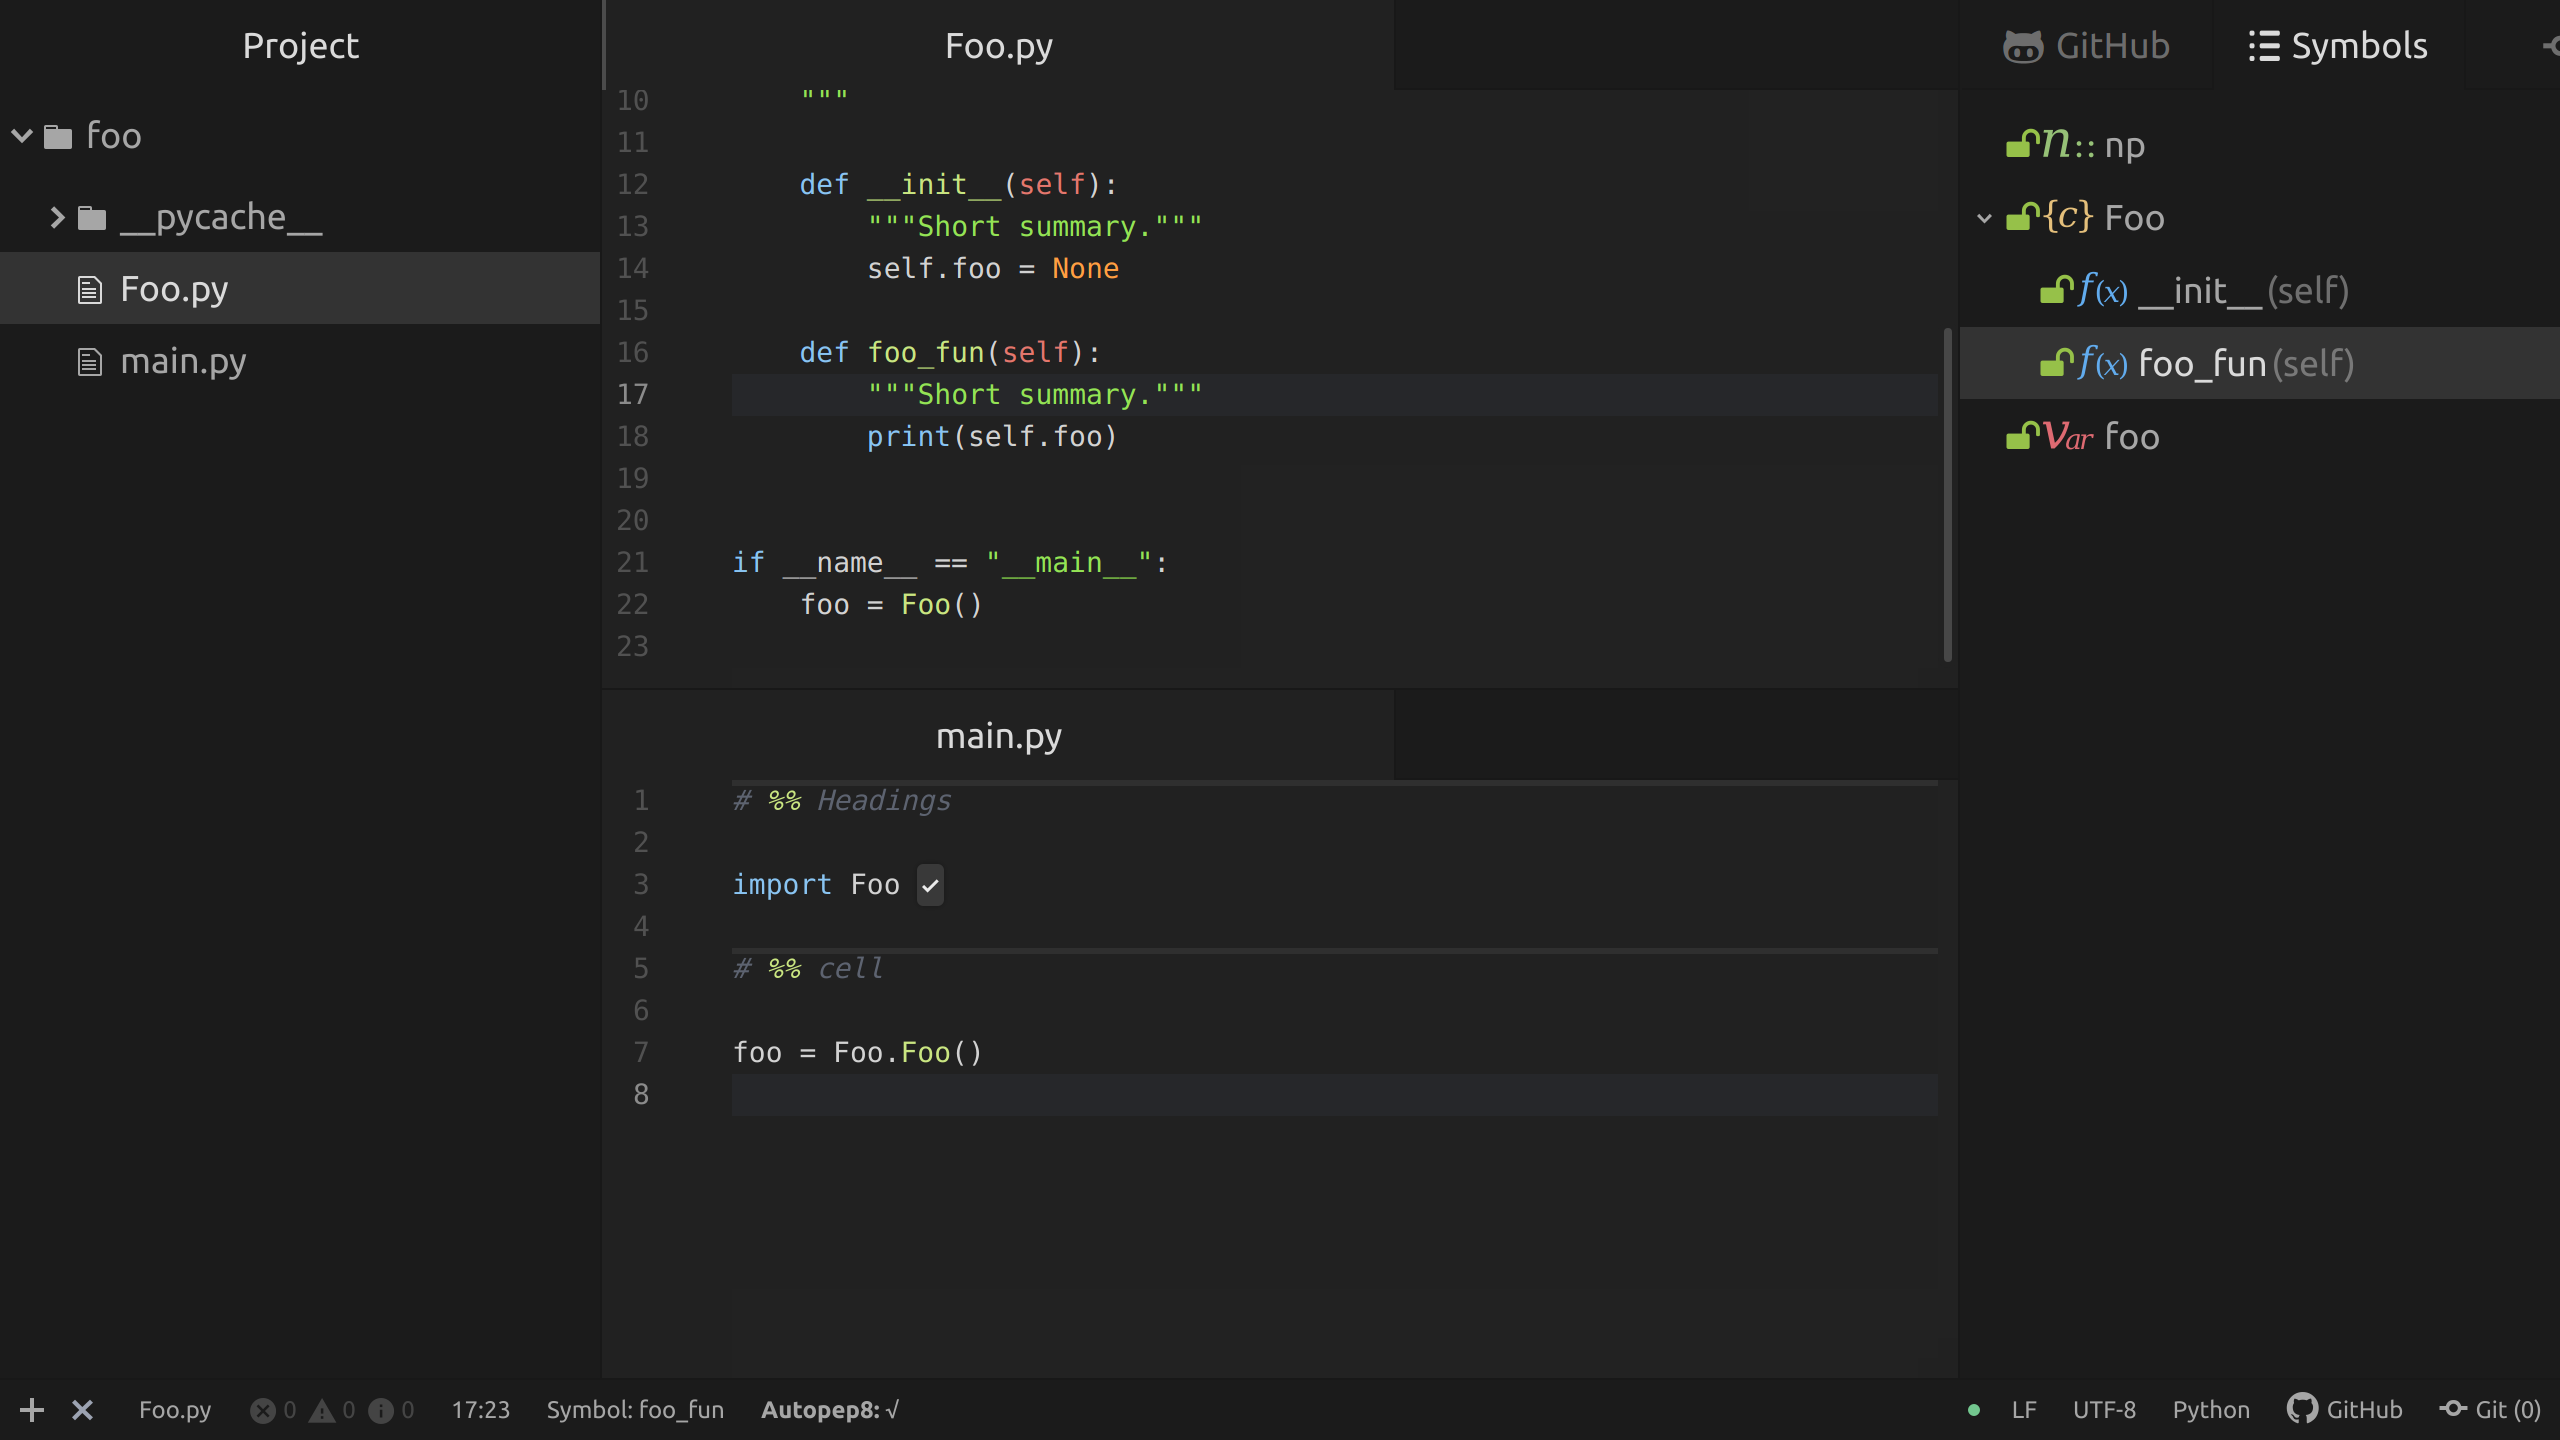 Project
foo
__pycache__
Foo.py
main.py
Foo.py
10 """
11
12 def __init__(self):
13 """Short summary."""
14 self.foo = None
15
16 def foo_fun(self):
17 """Short summary."""
18 print(self.foo)
19
20
21 if __name__ == "__main__":
22 foo = Foo()
23
main.py
1 # %% Headings
2
3 import Foo
4
5 # %% cell
6
7 foo = Foo.Foo()
8
GitHub Symbols
n:: np
{c} Foo
f(x) __init__(self)
f(x) foo_fun(self)
Var foo
Foo.py 0 0 0 17:23 Symbol: foo_fun Autopep8: √ LF UTF-8 Python GitHub Git (0)